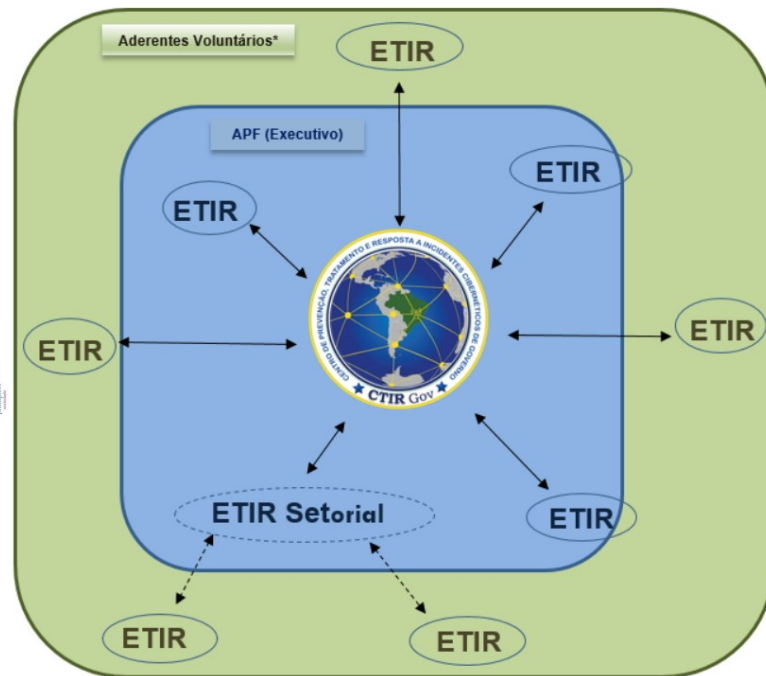 Aderentes Voluntários*
ETIR
APF (Executivo)
ETIR
ETIR
CENTRO DE PREVENÇÃO, TRATAMENTO E RESPOSTA A INCIDENTES CIBERNÉTICOS DE GOVERNO
CTIR Gov
ETIR
ETIR
ETIR Setorial
ETIR
ETIR
ETIR